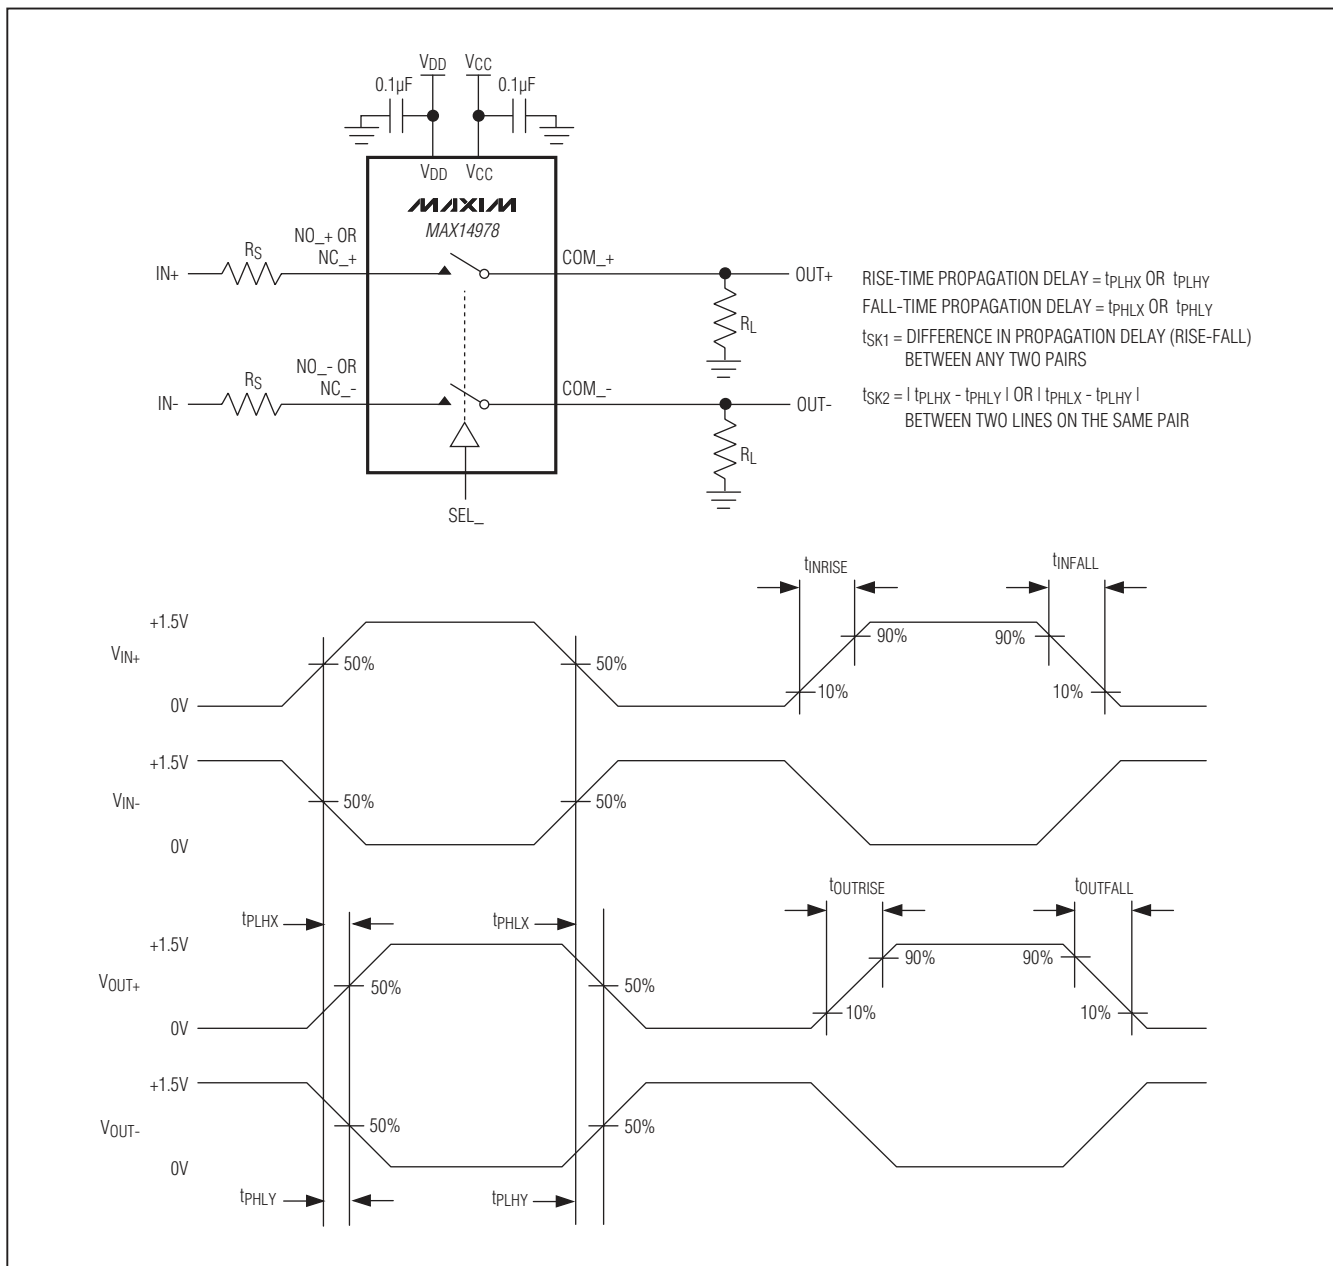 VDD VCC
0.1µF 0.1µF
VDD VCC
MAXIM
MAX14978
NO_+ OR
NC_+
COM_+
RS
IN+
OUT+
RL
NO_- OR
NC_-
COM_-
RS
IN-
OUT-
RL
SEL_
RISE-TIME PROPAGATION DELAY = tPLHX OR tPLHY
FALL-TIME PROPAGATION DELAY = tPHLX OR tPHLY
tSK1 = DIFFERENCE IN PROPAGATION DELAY (RISE-FALL)
BETWEEN ANY TWO PAIRS
tSK2 = | tPLHX - tPHLY | OR | tPHLX - tPLHY |
BETWEEN TWO LINES ON THE SAME PAIR
tINRISE tINFALL
+1.5V
VIN+
0V
50% 50% 90% 90%
10% 10%
+1.5V
VIN-
0V
50% 50%
tOUTRISE tOUTFALL
tPLHX tPHLX
+1.5V
VOUT+
0V
50% 50% 90% 90%
10% 10%
+1.5V
VOUT-
0V
50% 50%
tPHLY tPLHY